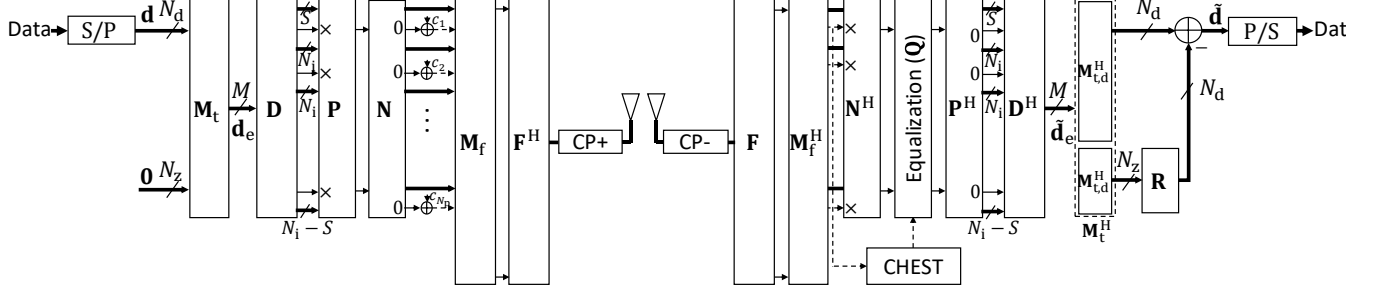 Data S/P d N_d
M_t
M
d_e
0 N_z
D
S
N_i
N_i
N_i − S
P
N
0 c_1
0 c_2
⋮
0 c_{N_p}
M_f
F^H
CP+
CP-
F
M_f^H
N^H
Equalization (Q)
CHEST
P^H
S
0
N_i
0
N_i
0
N_i − S
D^H
M
d̃_e
M_{t,d}^H
M_{t,d}^H
M_t^H
N_d
N_z
R
N_d
−
d̃
P/S
Dat